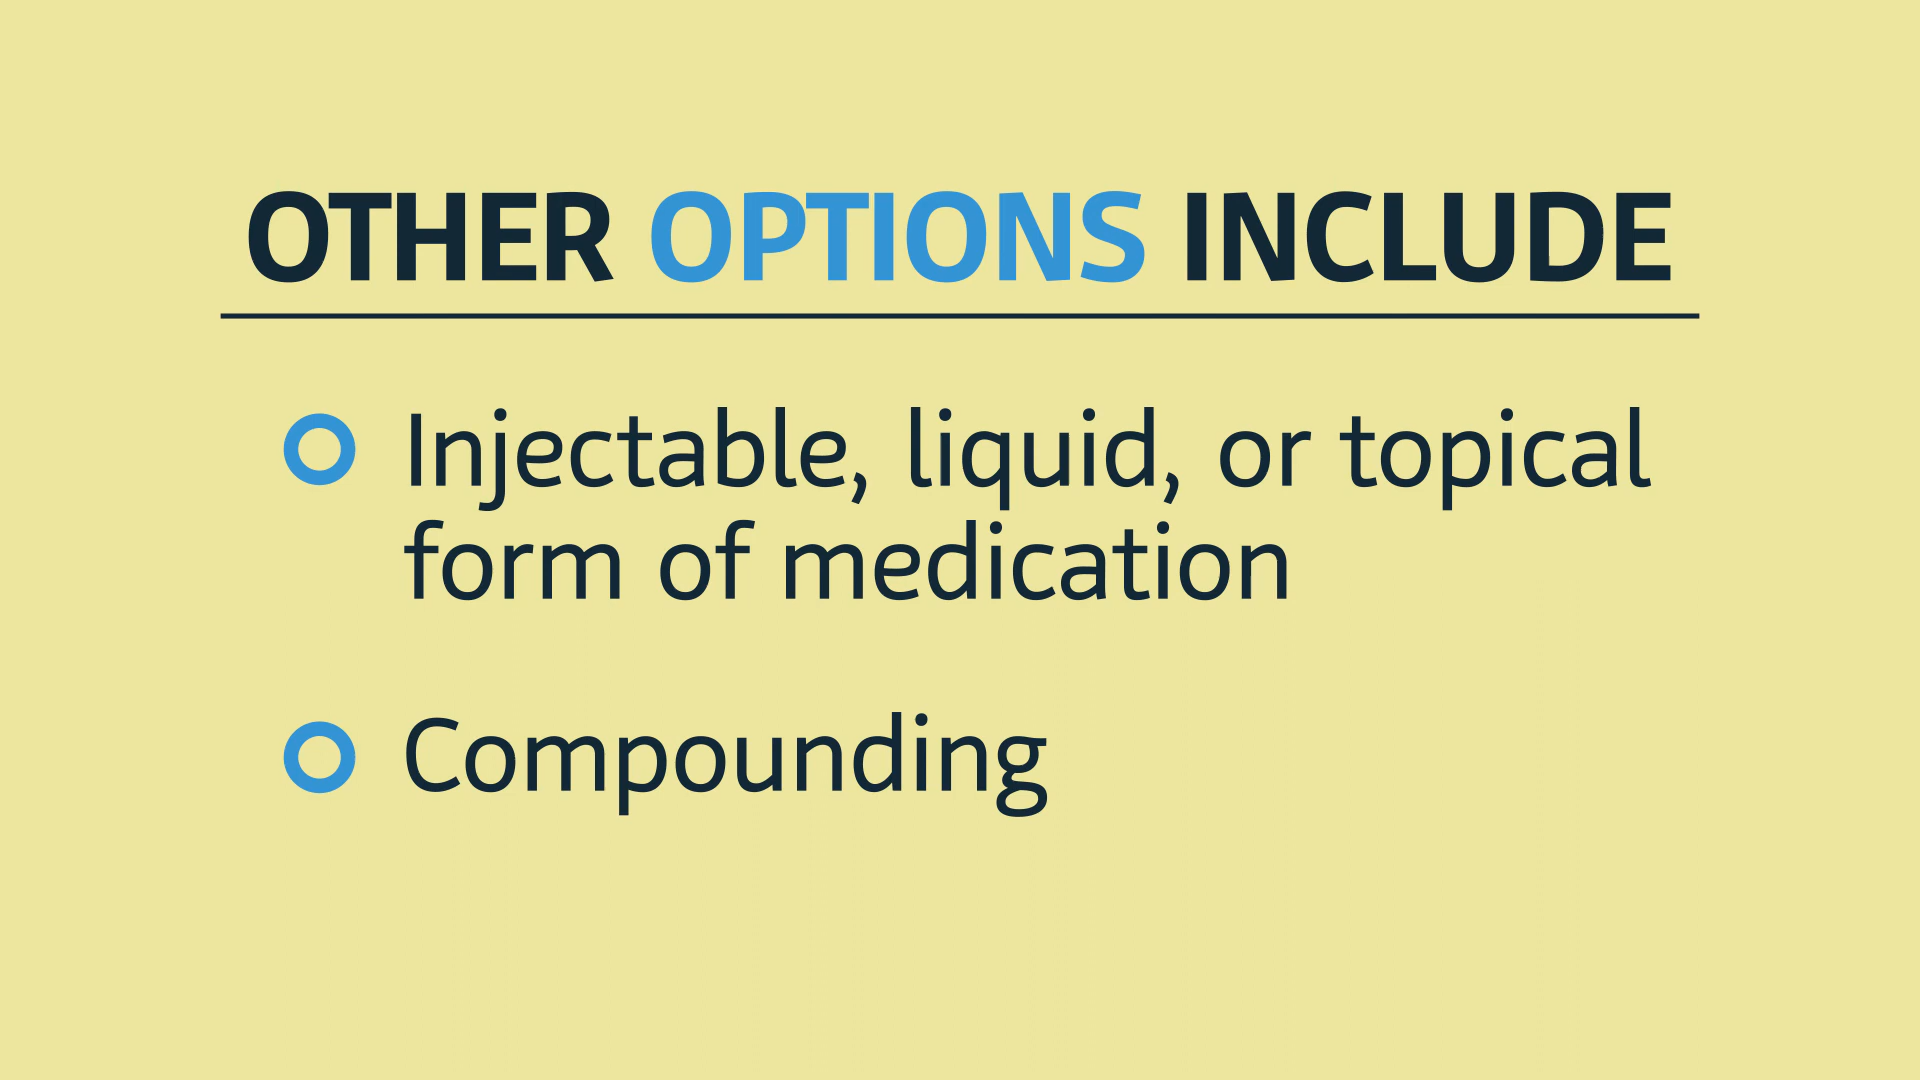 OTHER OPTIONS INCLUDE
Injectable, liquid, or topical
form of medication
Compounding